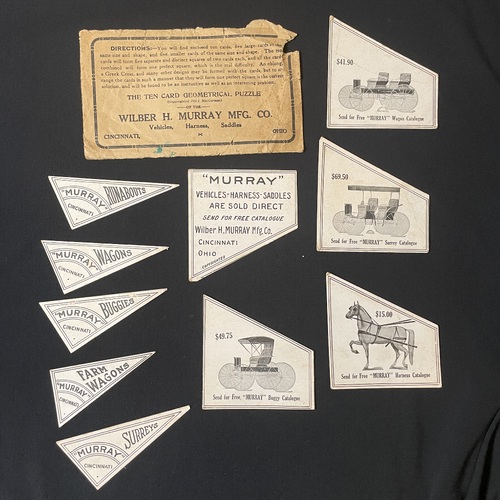 DIRECTIONS:—You will find enclosed ten cards, five large cards of the
same size and shape, and five smaller cards of the same size and shape. The ten
cards will form five separate and distinct squares of two cards each, and all the cards
combined will form one perfect square, which is the real difficulty. An oblong,
a Greek Cross, and many other designs may be formed with the cards, but to
range the cards in such a manner that they will form one perfect square is the correct
solution, and will be found to be an instructive as well as an interesting problem.
THE TEN CARD GEOMETRICAL PUZZLE
OF THE
WILBER H. MURRAY MFG. CO.
Vehicles, Harness, Saddles
CINCINNATI, OHIO
$41.90
Send for Free "MURRAY" Wagon Catalogue
"MURRAY" RUNABOUTS
CINCINNATI
"MURRAY"
VEHICLES-HARNESS-SADDLES
ARE SOLD DIRECT
SEND FOR FREE CATALOGUE
Wilber H. MURRAY Mfg. Co.
CINCINNATI
OHIO
COPYRIGHTED
$69.50
Send for Free "MURRAY" Surrey Catalogue
"MURRAY" WAGONS
CINCINNATI
"MURRAY" BUGGIES
CINCINNATI
$15.00
Send for Free "MURRAY" Harness Catalogue
$49.75
Send for Free "MURRAY" Buggy Catalogue
"MURRAY" FARM
WAGONS
CINCINNATI
"MURRAY" SURREYS
CINCINNATI